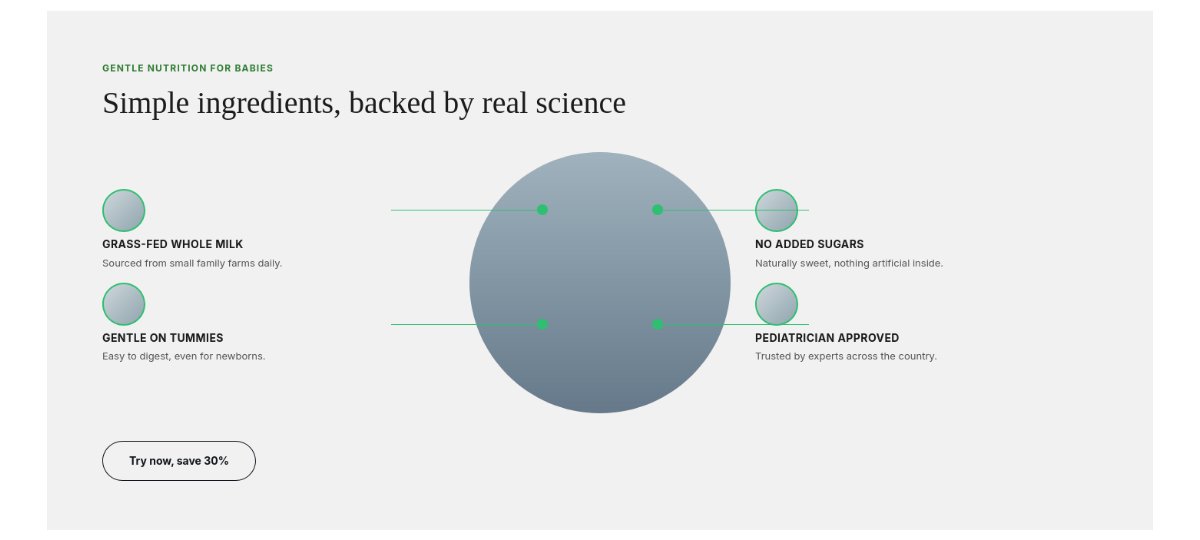 GENTLE NUTRITION FOR BABIES
Simple ingredients, backed by real science
GRASS-FED WHOLE MILK
Sourced from small family farms daily.
GENTLE ON TUMMIES
Easy to digest, even for newborns.
NO ADDED SUGARS
Naturally sweet, nothing artificial inside.
PEDIATRICIAN APPROVED
Trusted by experts across the country.
Try now, save 30%